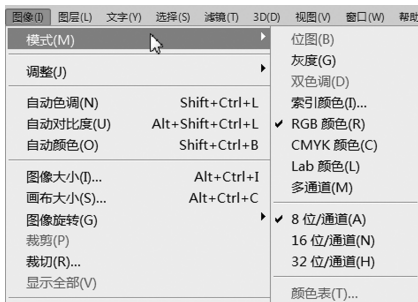 图像(I) 图层(L) 文字(Y) 选择(S) 滤镜(T) 3D(D) 视图(V) 窗口(W) 帮助
模式(M)
调整(J)
自动色调(N) Shift+Ctrl+L
自动对比度(U) Alt+Shift+Ctrl+L
自动颜色(O) Shift+Ctrl+B
图像大小(I)... Alt+Ctrl+I
画布大小(S)... Alt+Ctrl+C
图像旋转(G)
裁剪(P)
裁切(R)...
显示全部(V)
位图(B)
灰度(G)
双色调(D)
索引颜色(I)...
RGB 颜色(R)
CMYK 颜色(C)
Lab 颜色(L)
多通道(M)
8 位/通道(A)
16 位/通道(N)
32 位/通道(H)
颜色表(T)...